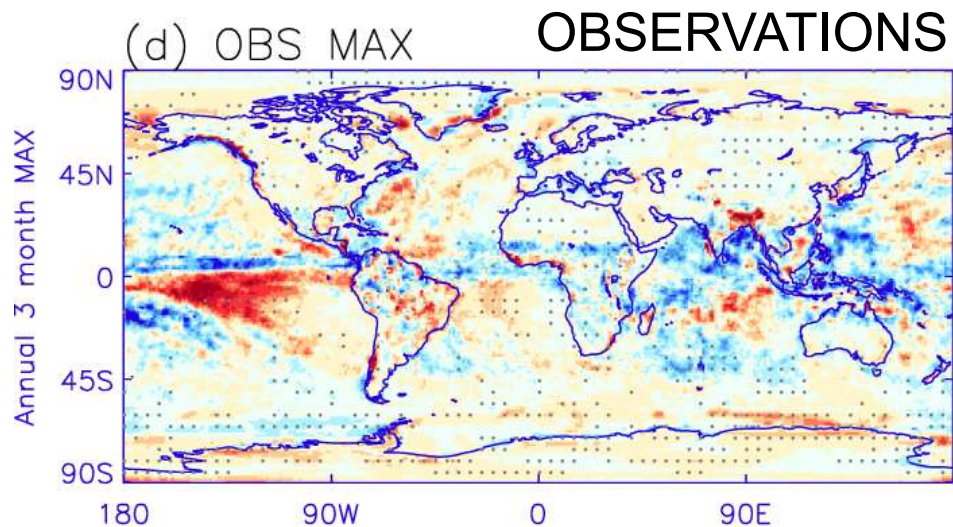 (d) OBS MAX
OBSERVATIONS
Annual 3 month MAX
90N
45N
0
45S
90S
180
90W
0
90E